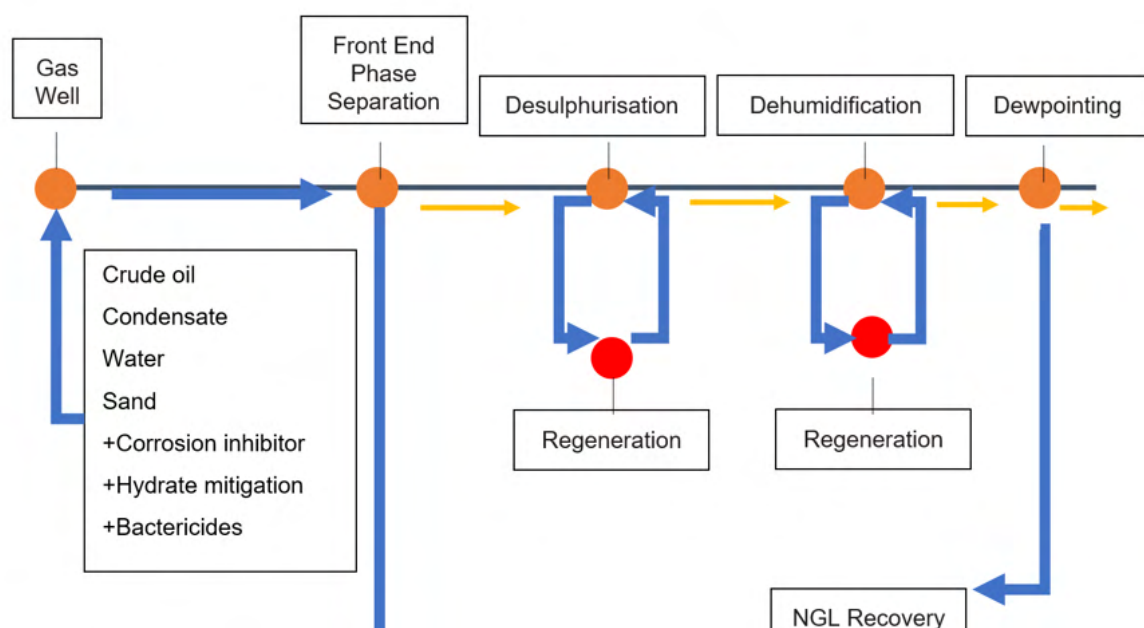 Gas
Well
Front End
Phase
Separation
Desulphurisation
Dehumidification
Dewpointing
Crude oil
Condensate
Water
Sand
+Corrosion inhibitor
+Hydrate mitigation
+Bactericides
Regeneration
Regeneration
NGL Recovery